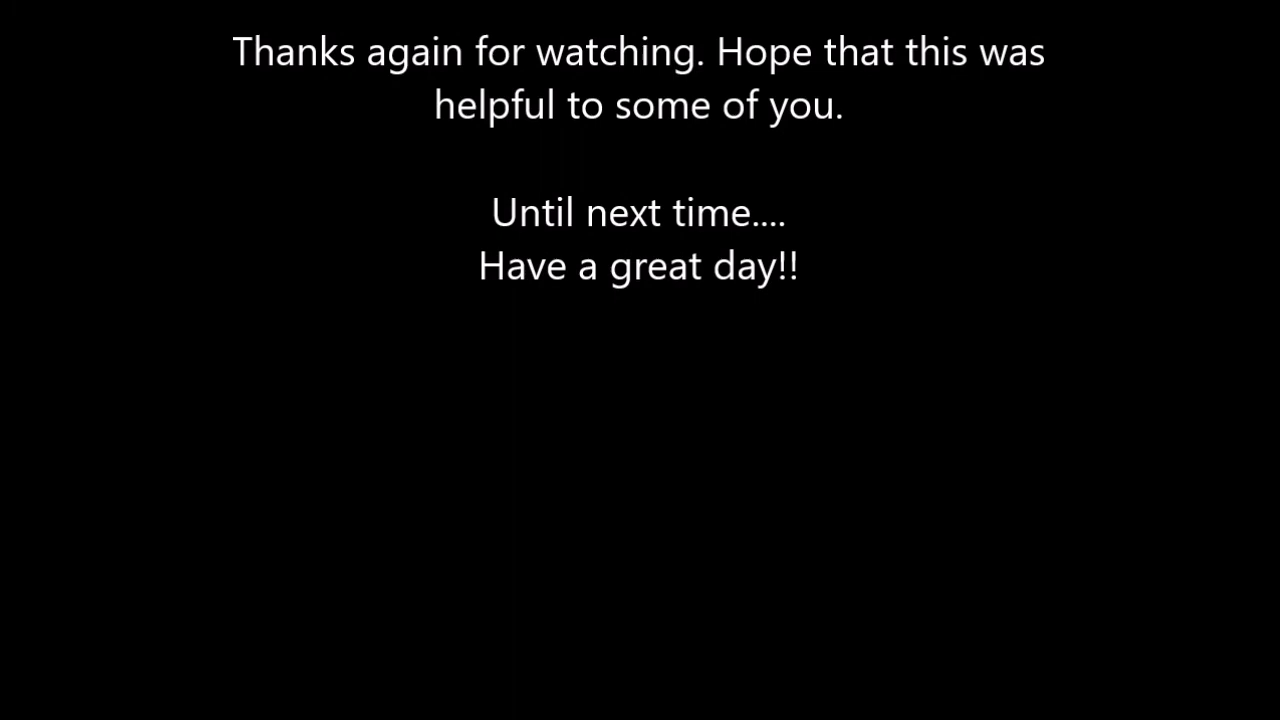 Thanks again for watching. Hope that this was
helpful to some of you.
Until next time....
Have a great day!!